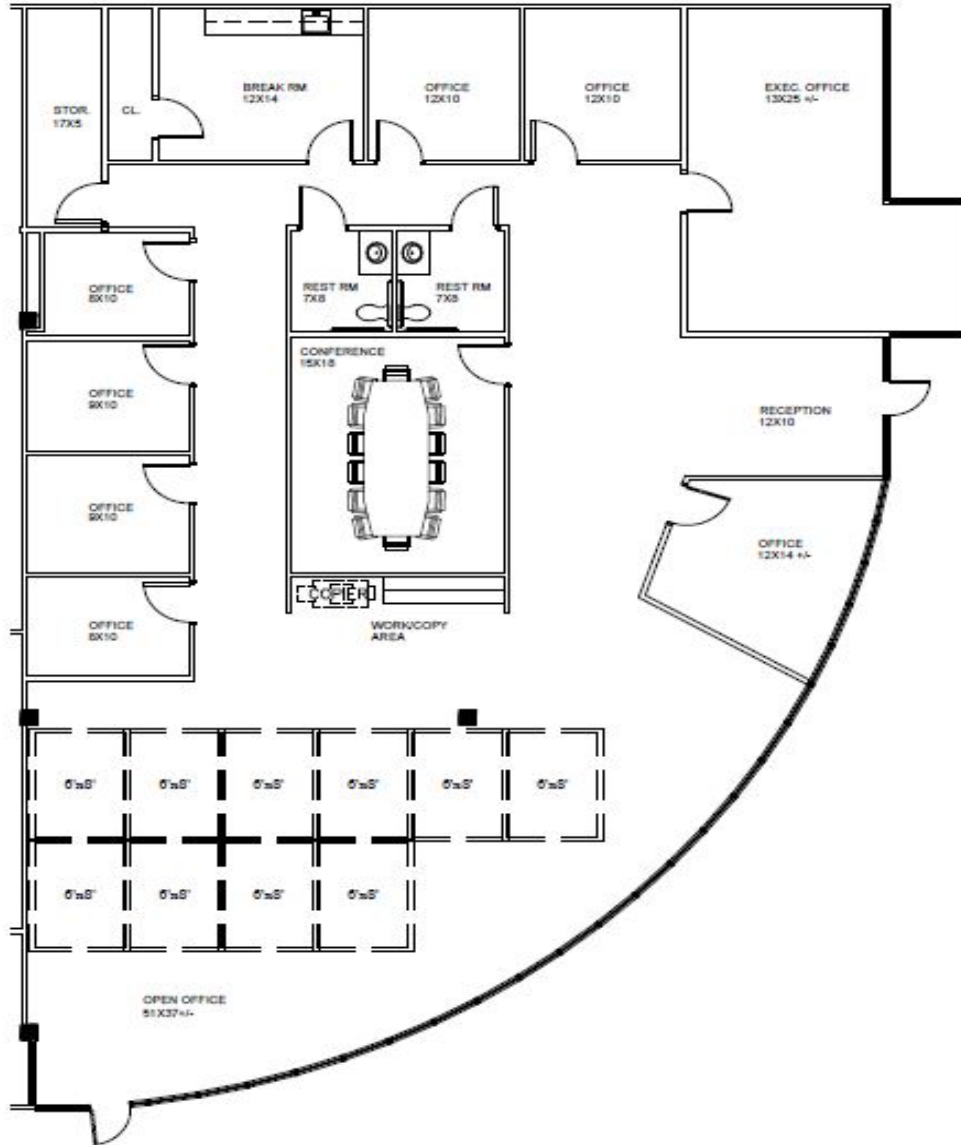 BREAK RM
12X14
OFFICE
12X10
OFFICE
12X10
EXEC. OFFICE
13X25 +/-
STOR.
17X5
CL.
REST RM
7X8
REST RM
7X8
OFFICE
8X10
CONFERENCE
15X18
OFFICE
9X10
RECEPTION
12X10
OFFICE
9X10
OFFICE
12X14 +/-
COPIER
OFFICE
8X10
WORK/COPY
AREA
6'x8' 6'x8' 6'x8' 6'x8' 6'x8' 6'x8'
6'x8' 6'x8' 6'x8' 6'x8'
OPEN OFFICE
51X37+/-